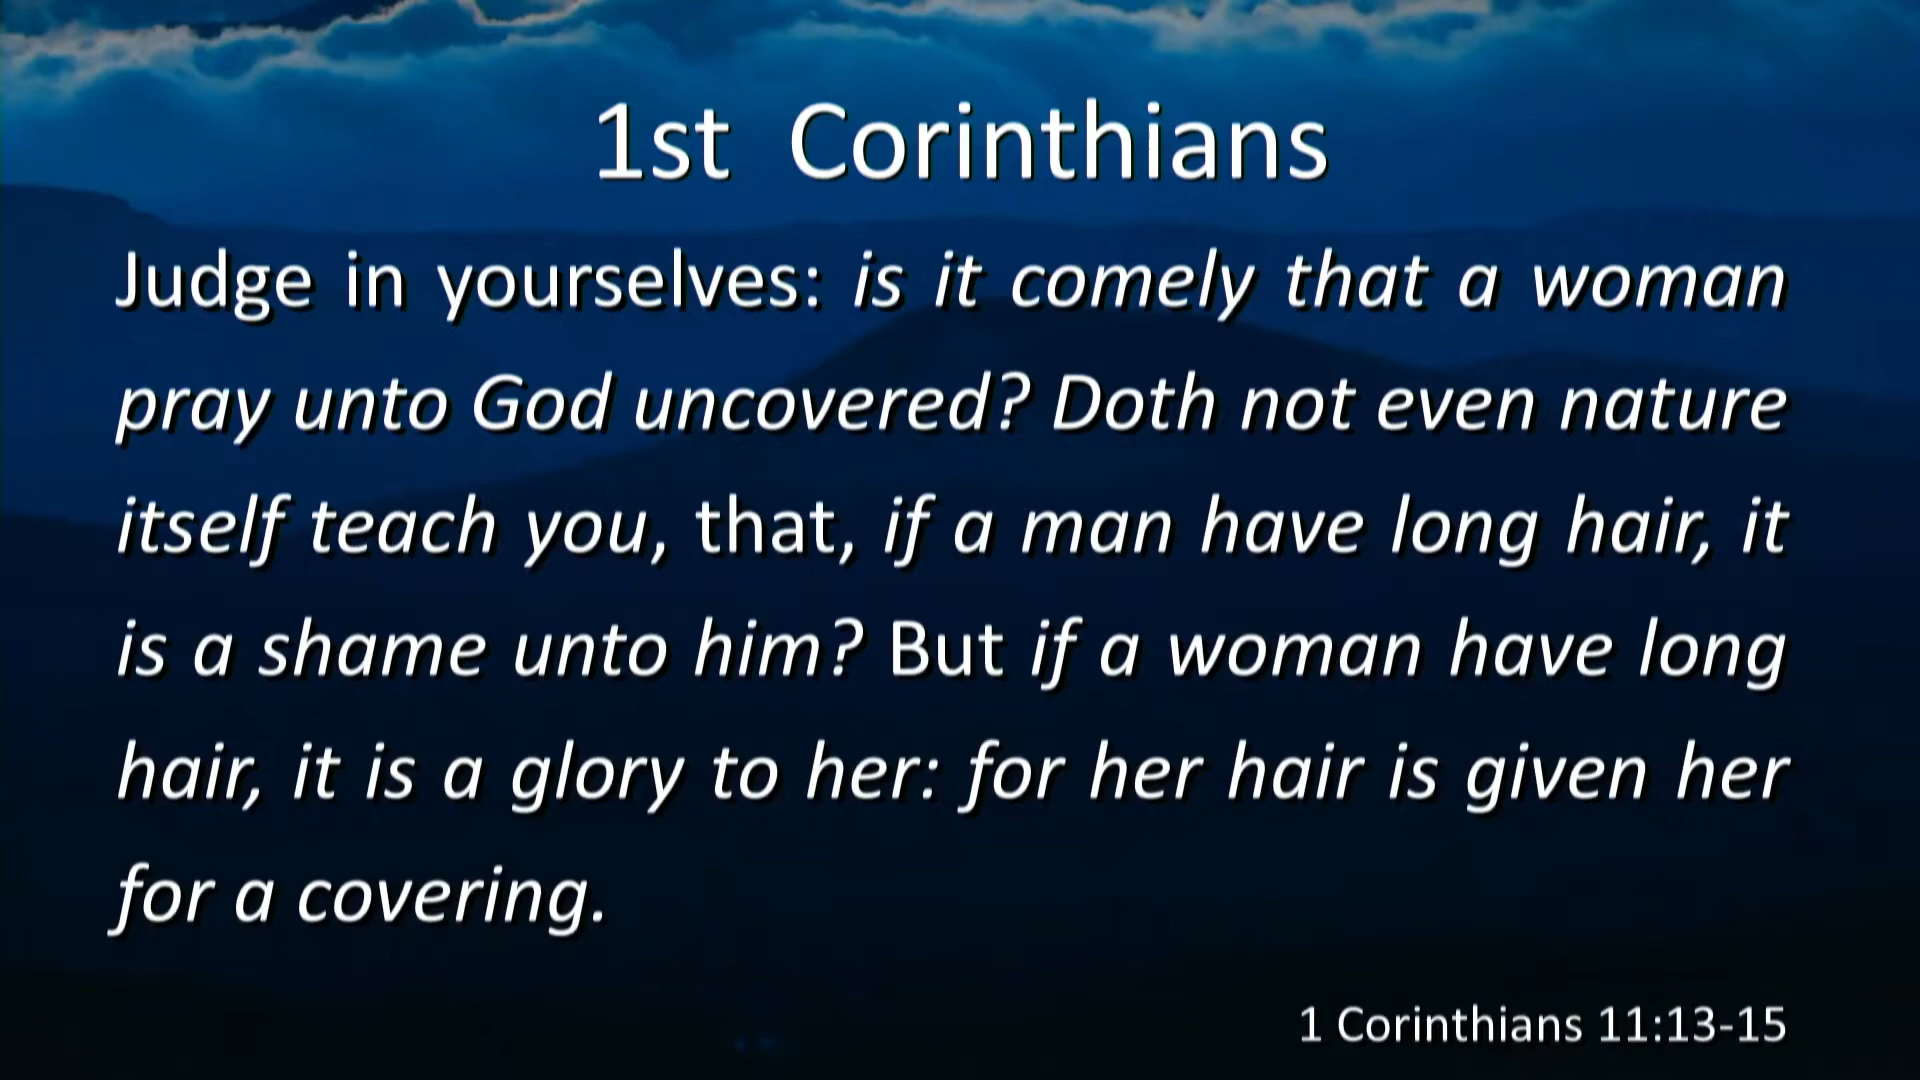 1st Corinthians
Judge in yourselves: is it comely that a woman
pray unto God uncovered? Doth not even nature
itself teach you, that, if a man have long hair, it
is a shame unto him? But if a woman have long
hair, it is a glory to her: for her hair is given her
for a covering.
1 Corinthians 11:13-15